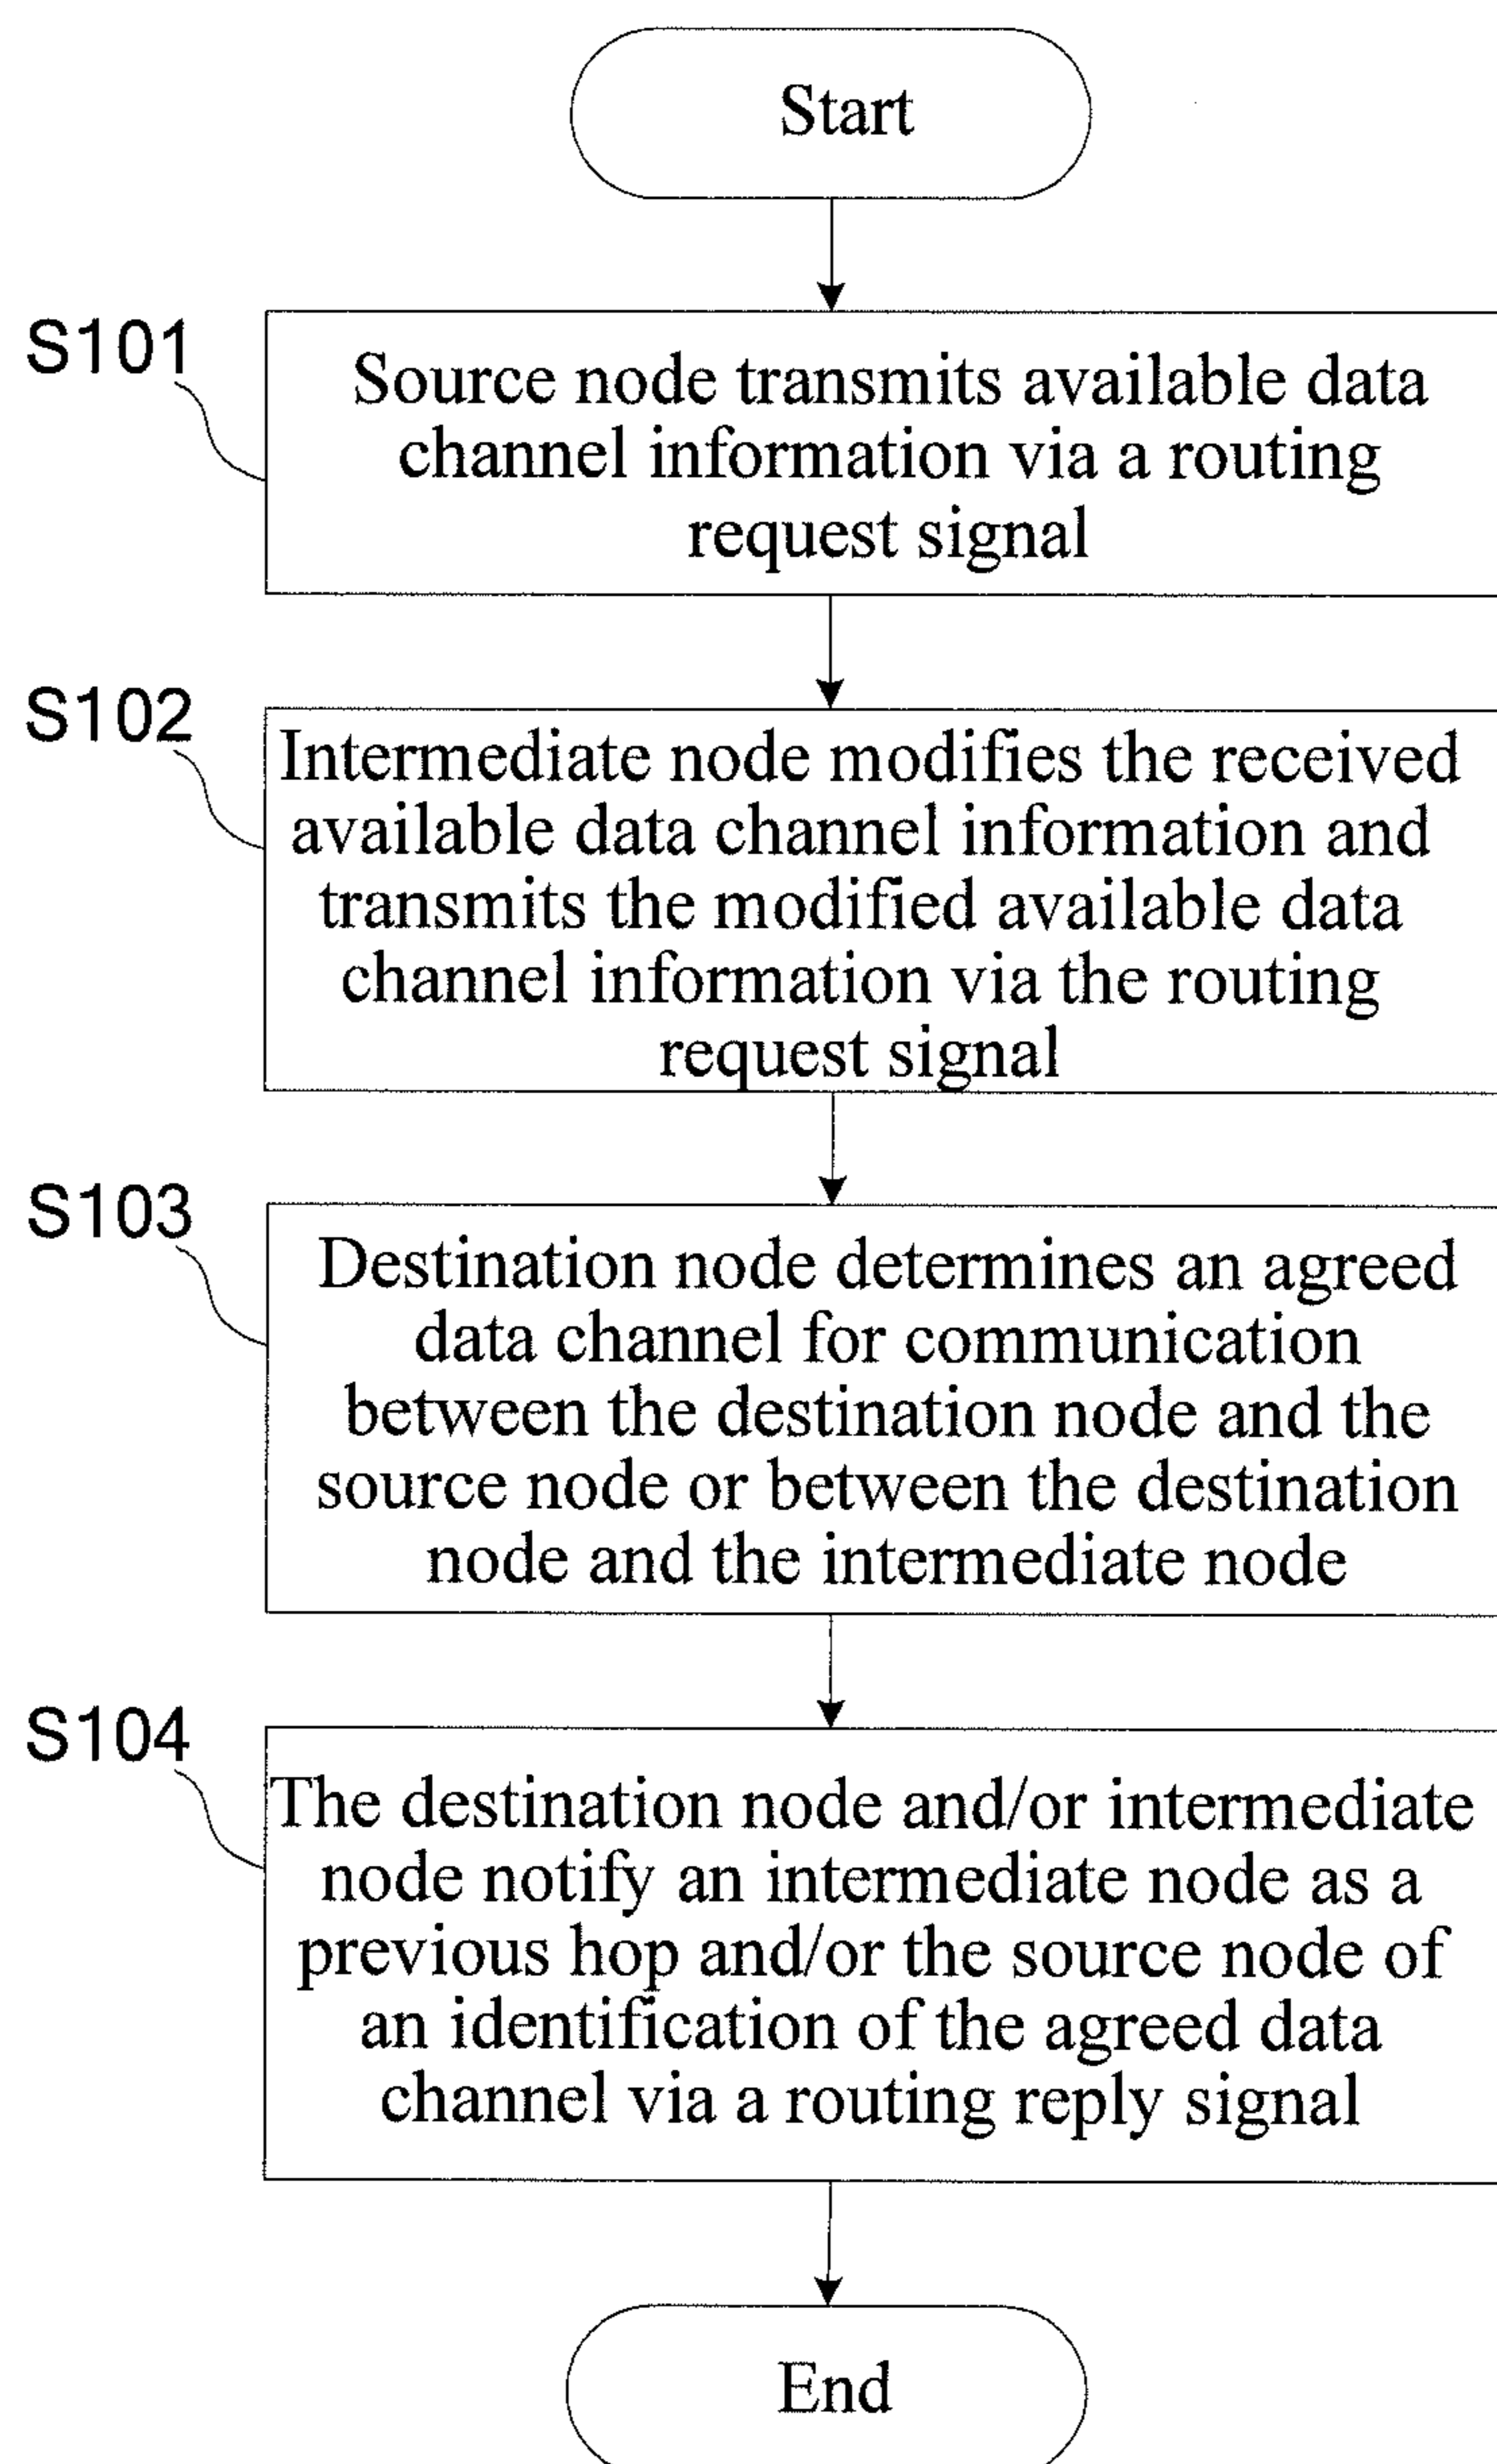 Start
S101
Source node transmits available data
channel information via a routing
request signal
S102
Intermediate node modifies the received
available data channel information and
transmits the modified available data
channel information via the routing
request signal
S103
Destination node determines an agreed
data channel for communication
between the destination node and the
source node or between the destination
node and the intermediate node
S104
The destination node and/or intermediate
node notify an intermediate node as a
previous hop and/or the source node of
an identification of the agreed data
channel via a routing reply signal
End